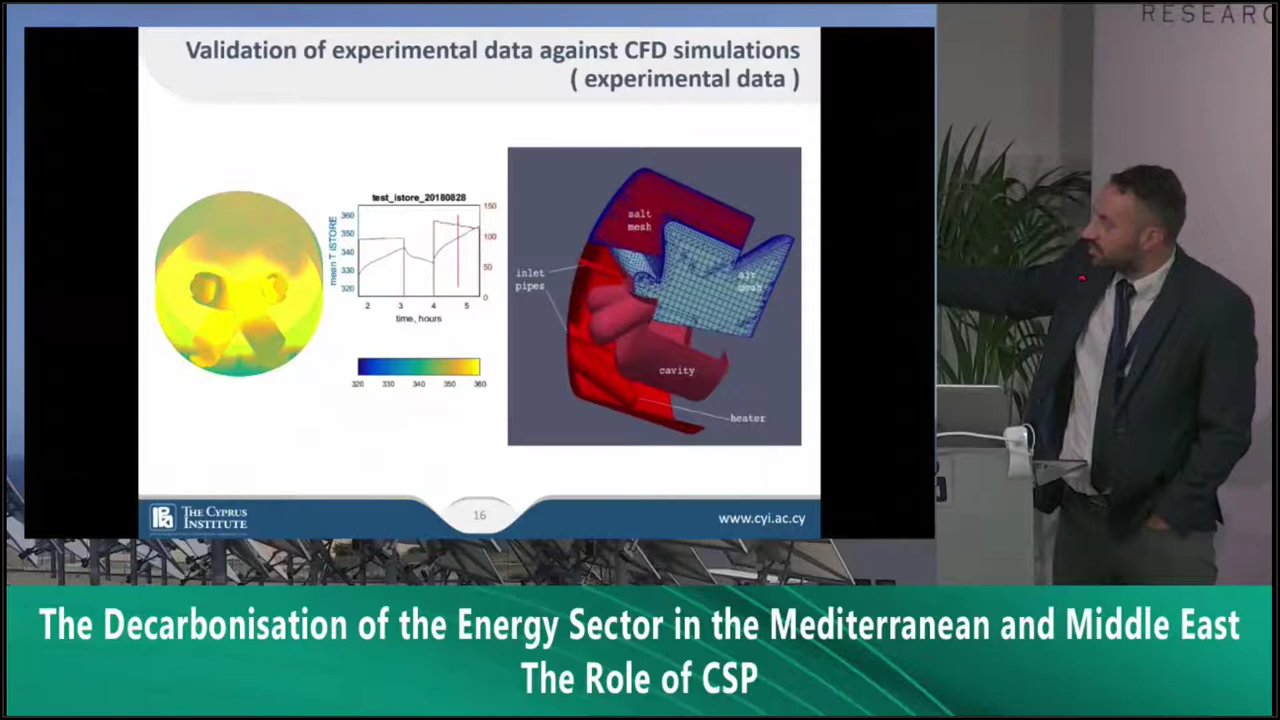 RESEARC
Validation of experimental data against CFD simulations
( experimental data )
test_istore_20180828
mean T ISTORE
360
350
340
330
320
150
100
50
0
2 3 4 5
time, hours
320 330 340 350 360
salt
mesh
air
mesh
inlet
pipes
cavity
heater
THE CYPRUS
INSTITUTE
16
www.cyi.ac.cy
The Decarbonisation of the Energy Sector in the Mediterranean and Middle East
The Role of CSP